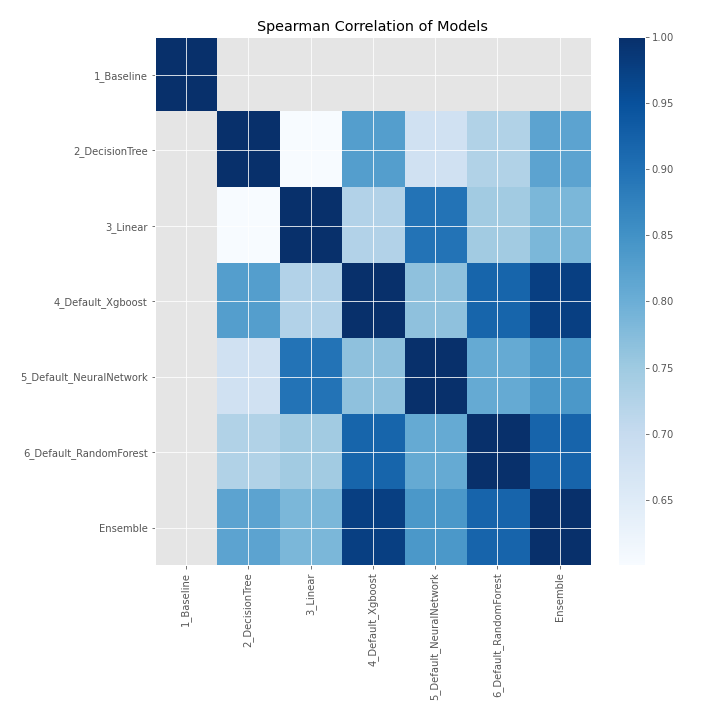 Spearman Correlation of Models
1_Baseline
2_DecisionTree
3_Linear
4_Default_Xgboost
5_Default_NeuralNetwork
6_Default_RandomForest
Ensemble
1_Baseline
2_DecisionTree
3_Linear
4_Default_Xgboost
5_Default_NeuralNetwork
6_Default_RandomForest
Ensemble
1.00
0.95
0.90
0.85
0.80
0.75
0.70
0.65